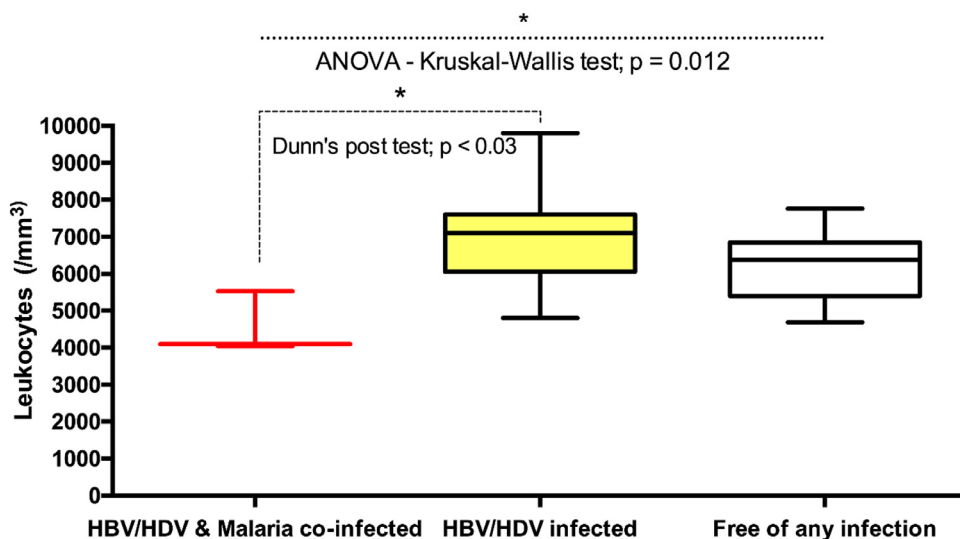 *
ANOVA - Kruskal-Wallis test; p = 0.012
*
Dunn's post test; p < 0.03
10000
9000
8000
7000
6000
5000
4000
3000
2000
1000
0
Leukocytes (/mm³)
HBV/HDV & Malaria co-infected
HBV/HDV infected
Free of any infection